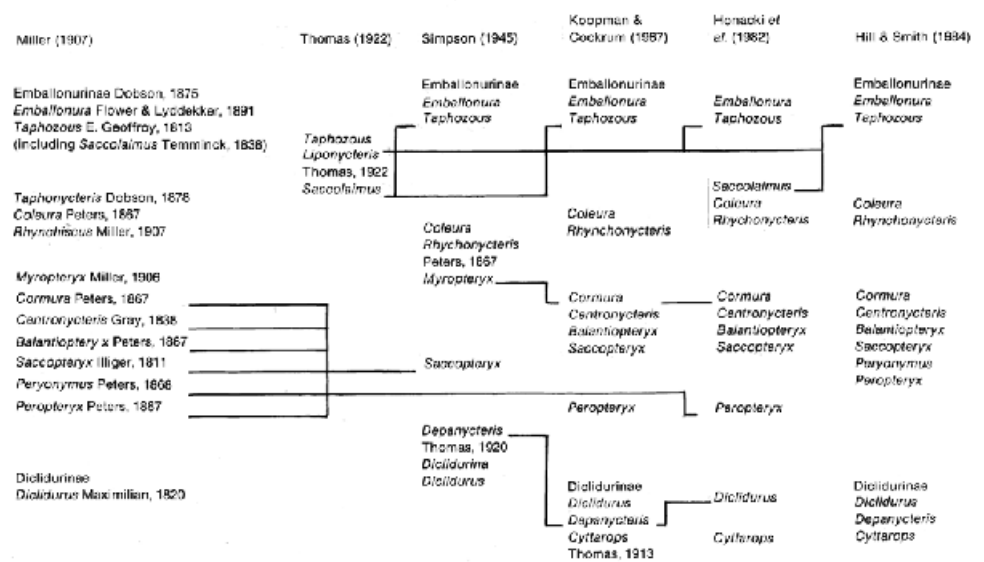 Miller (1907)
Thomas (1922)
Simpson (1945)
Koopman &
Cockrum (1967)
Honacki et
al. (1982)
Hill & Smith (1984)
Emballonurinae Dobson, 1875
Emballonura Flower & Lyddekker, 1891
Taphozous E. Geoffroy, 1813
(including Saccolaimus Temminck, 1838)
Taphonycteris Dobson, 1878
Coleura Peters, 1867
Rhynchiscus Miller, 1907
Myropteryx Miller, 1906
Cormura Peters, 1867
Centronycteris Gray, 1838
Balantiopteryx Peters, 1867
Saccopteryx Illiger, 1811
Peryonymus Peters, 1868
Peropteryx Peters, 1867
Diclidurinae
Diclidurus Maximilian, 1820
Taphozous
Liponycteris
Thomas, 1922
Saccolaimus
Emballonurinae
Emballonura
Taphozous
Coleura
Rhychonycteris
Peters, 1867
Myropteryx
Saccopteryx
Depanycteris
Thomas, 1920
Diclidurina
Diclidurus
Emballonurinae
Emballonura
Taphozous
Coleura
Rhynchonycteris
Cormura
Centronycteris
Balantiopteryx
Saccopteryx
Peropteryx
Diclidurinae
Diclidurus
Depanycteris
Cyttarops
Thomas, 1913
Emballonura
Taphozous
Saccolaimus
Coleura
Rhychonycteris
Cormura
Centronycteris
Balantiopteryx
Saccopteryx
Peropteryx
Diclidurus
Cyttarops
Emballonurinae
Emballonura
Taphozous
Coleura
Rhynchonycteris
Cormura
Centronycteris
Balantiopteryx
Saccopteryx
Peryonymus
Peropteryx
Diclidurinae
Diclidurus
Depanycteris
Cyttarops